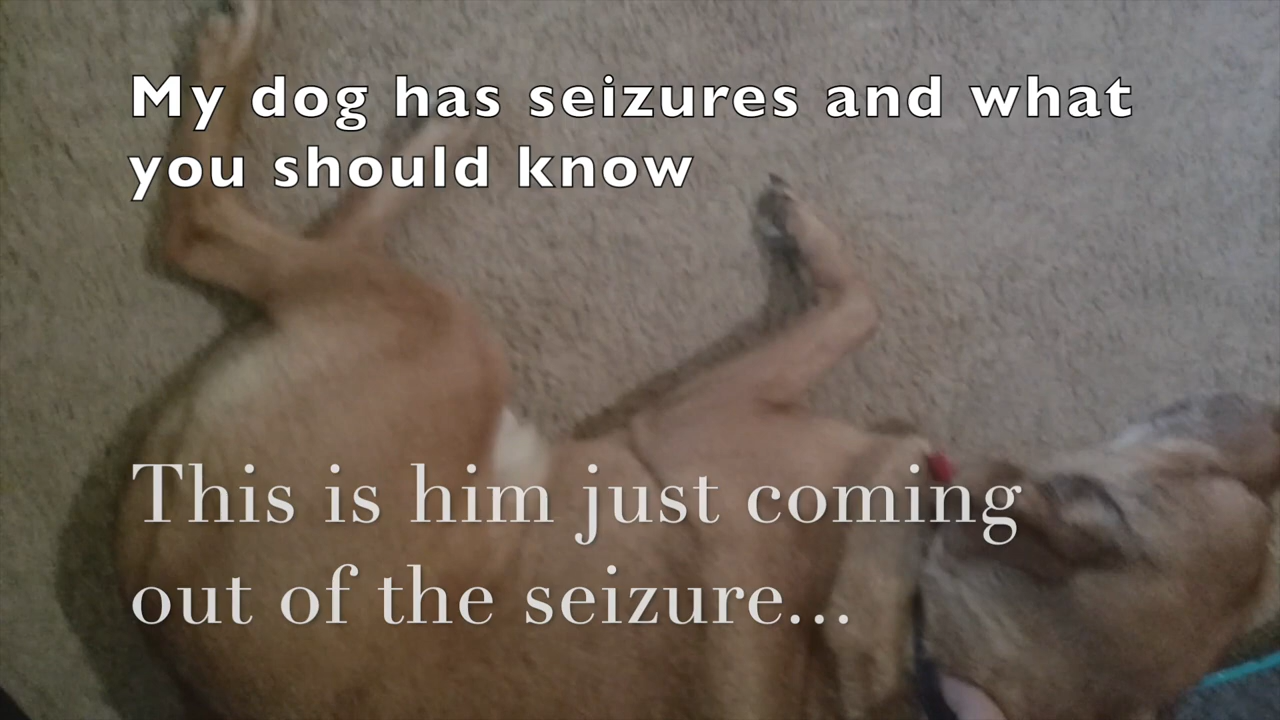 My dog has seizures and what
you should know
This is him just coming
out of the seizure...